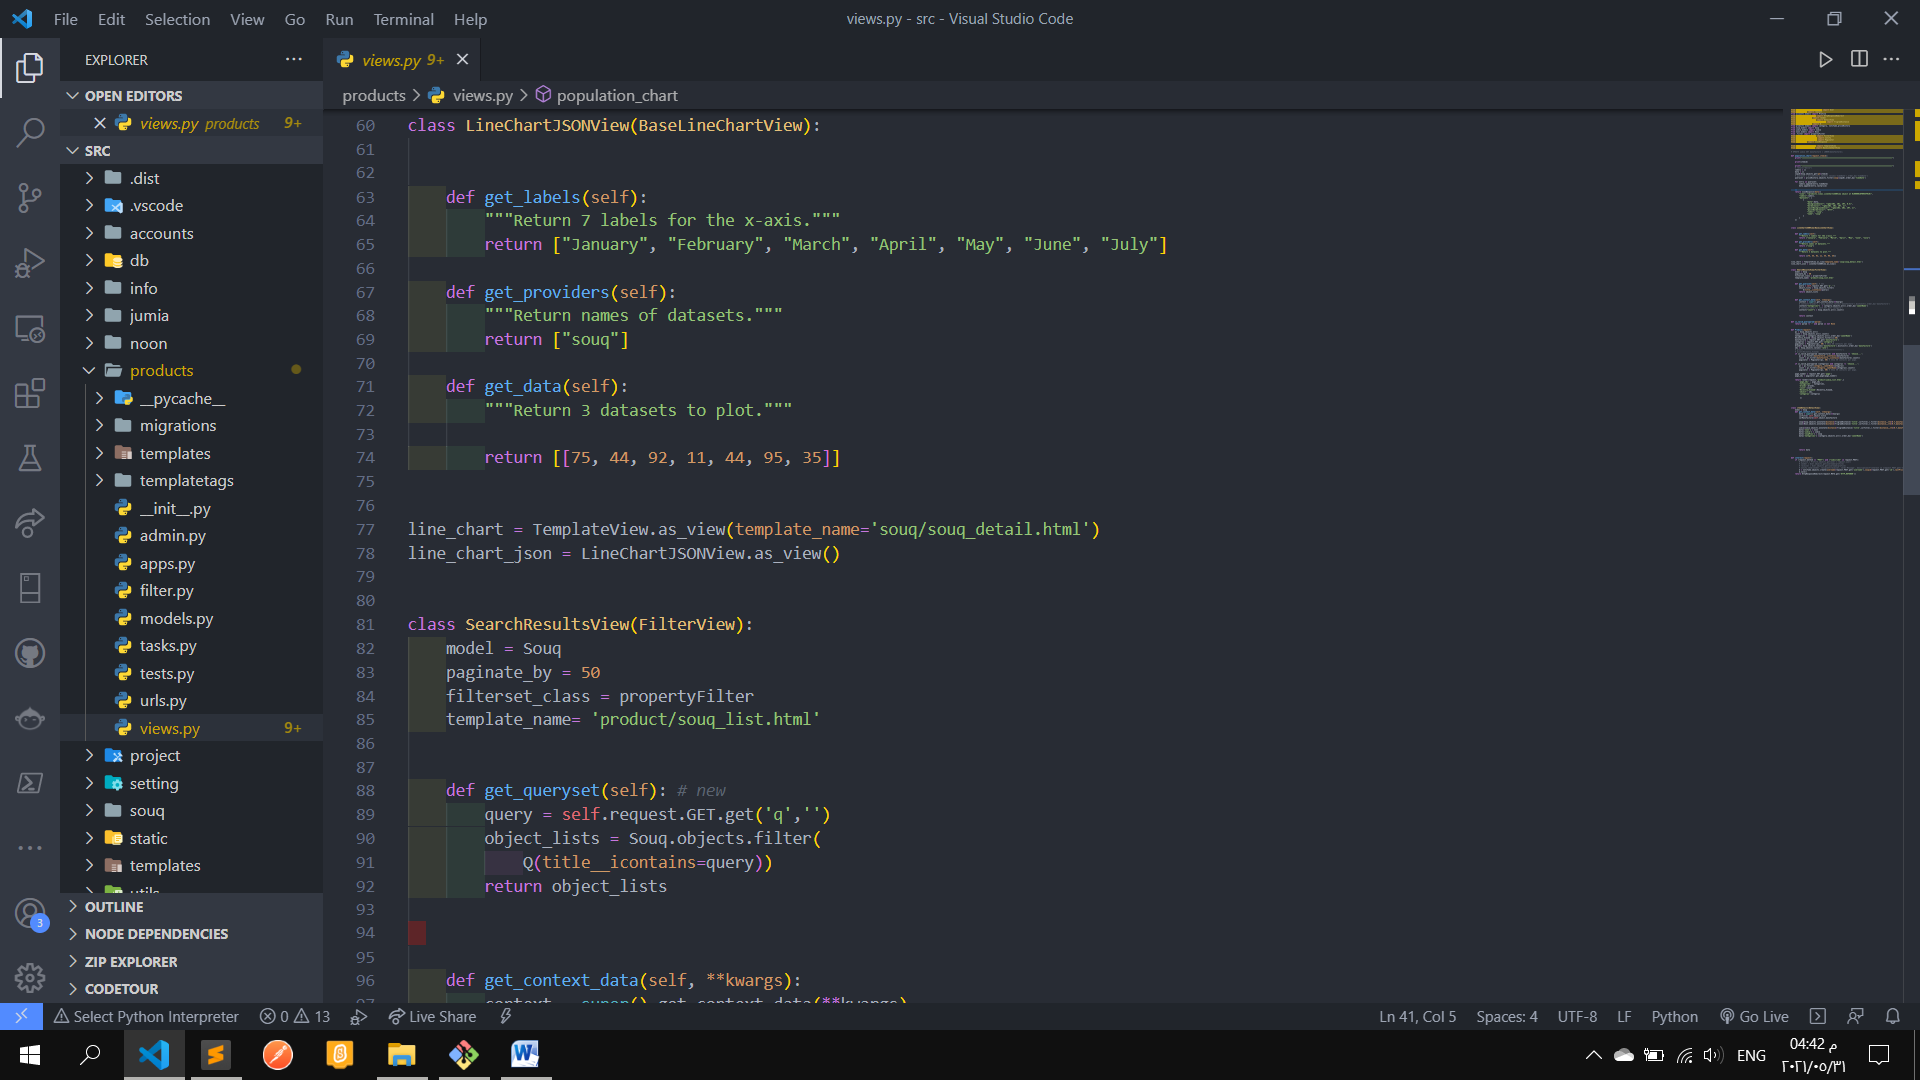 File Edit Selection View Go Run Terminal Help
views.py - src - Visual Studio Code
EXPLORER
OPEN EDITORS
views.py products 9+
SRC
.dist
.vscode
accounts
db
info
jumia
noon
products
__pycache__
migrations
templates
templatetags
__init__.py
admin.py
apps.py
filter.py
models.py
tasks.py
tests.py
urls.py
views.py 9+
project
setting
souq
static
templates
utils
OUTLINE
NODE DEPENDENCIES
ZIP EXPLORER
CODETOUR
views.py 9+
products > views.py > population_chart
60 class LineChartJSONView(BaseLineChartView):
61
62
63 def get_labels(self):
64 """Return 7 labels for the x-axis."""
65 return ["January", "February", "March", "April", "May", "June", "July"]
66
67 def get_providers(self):
68 """Return names of datasets."""
69 return ["souq"]
70
71 def get_data(self):
72 """Return 3 datasets to plot."""
73
74 return [[75, 44, 92, 11, 44, 95, 35]]
75
76
77 line_chart = TemplateView.as_view(template_name='souq/souq_detail.html')
78 line_chart_json = LineChartJSONView.as_view()
79
80
81 class SearchResultsView(FilterView):
82 model = Souq
83 paginate_by = 50
84 filterset_class = propertyFilter
85 template_name= 'product/souq_list.html'
86
87
88 def get_queryset(self): # new
89 query = self.request.GET.get('q','')
90 object_lists = Souq.objects.filter(
91 Q(title__icontains=query))
92 return object_lists
93
94
95
96 def get_context_data(self, **kwargs):
97 context = super().get_context_data(**kwargs)
3
Select Python Interpreter 0 13 Live Share
Ln 41, Col 5 Spaces: 4 UTF-8 LF Python Go Live
ENG
04:42 م
٢٠٢١/٠٥/٣١